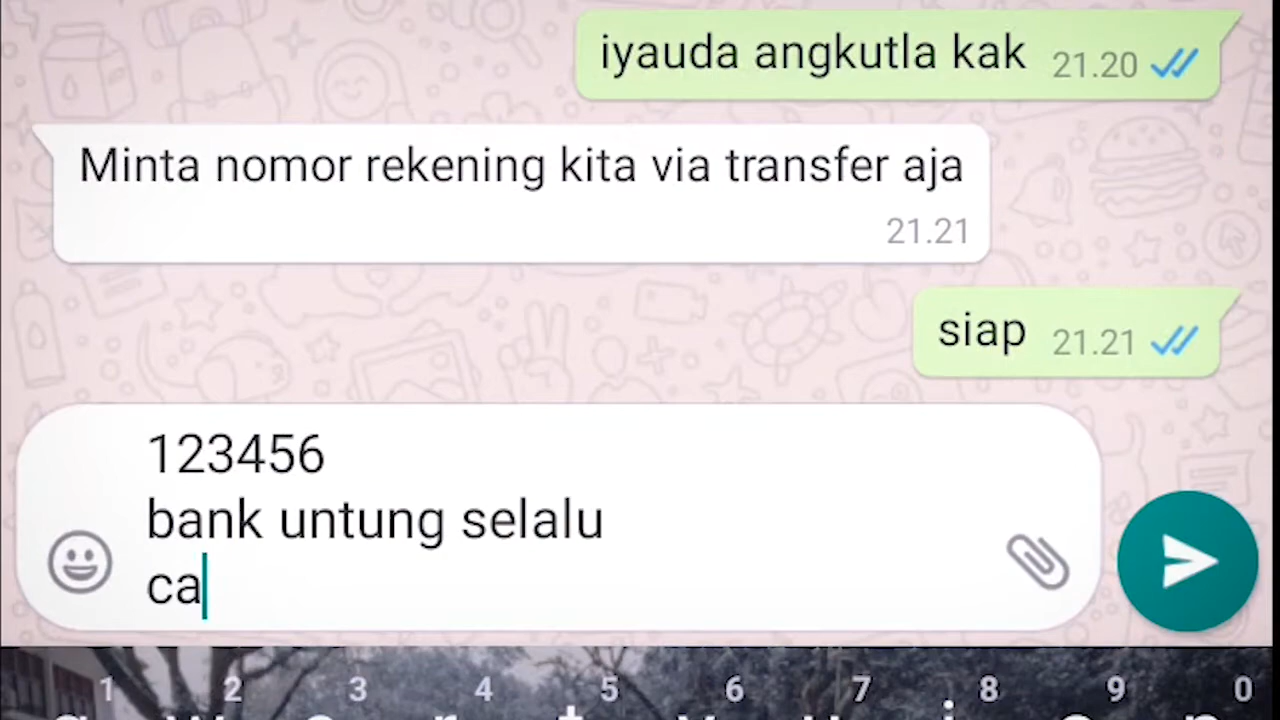 iyauda angkutla kak 21.20
Minta nomor rekening kita via transfer aja
21.21
siap 21.21
123456
bank untung selalu
ca
1 2 3 4 5 6 7 8 9 0